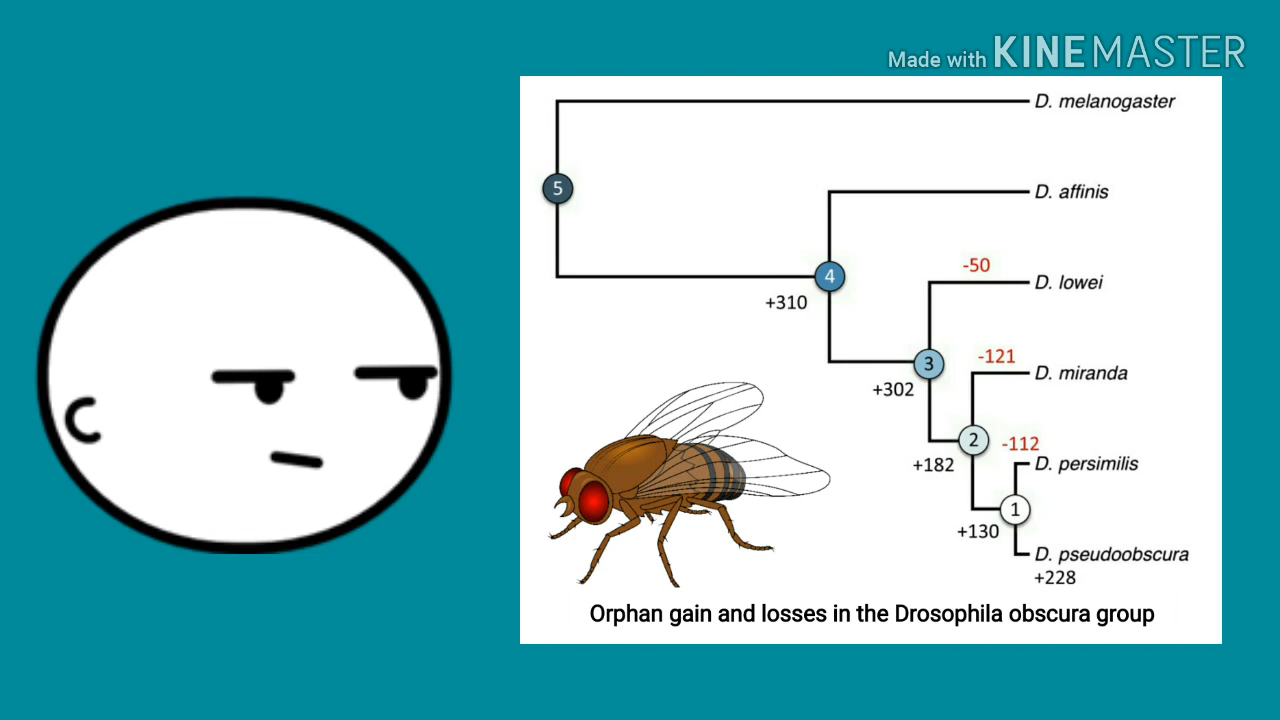 Made with KINEMASTER
D. melanogaster
5
D. affinis
4
+310
-50
D. lowei
3
+302
-121
D. miranda
2
+182
-112
D. persimilis
1
+130
D. pseudoobscura
+228
Orphan gain and losses in the Drosophila obscura group